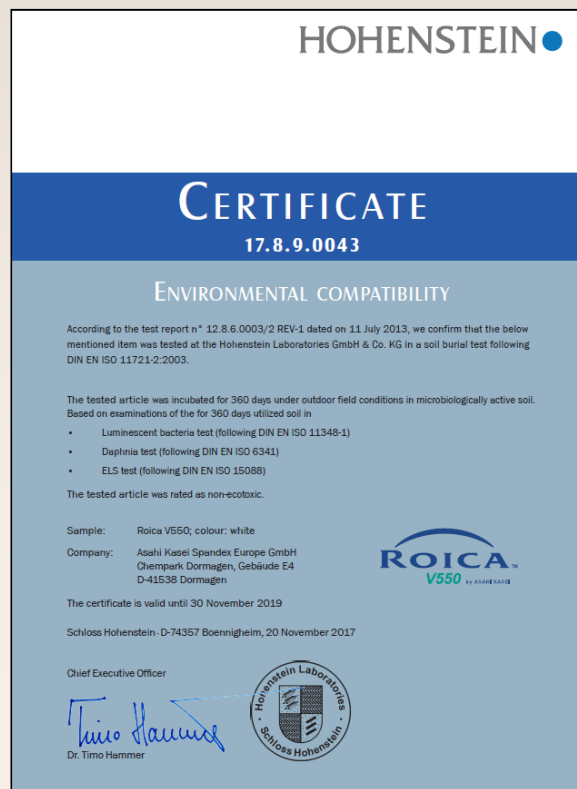 HOHENSTEIN
CERTIFICATE
17.8.9.0043
ENVIRONMENTAL COMPATIBILITY
According to the test report n° 12.8.6.0003/2 REV-1 dated on 11 July 2013, we confirm that the below
mentioned item was tested at the Hohenstein Laboratories GmbH & Co. KG in a soil burial test following
DIN EN ISO 11721-2:2003.
The tested article was incubated for 360 days under outdoor field conditions in microbiologically active soil.
Based on examinations of the for 360 days utilized soil in
• Luminescent bacteria test (following DIN EN ISO 11348-1)
• Daphnia test (following DIN EN ISO 6341)
• ELS test (following DIN EN ISO 15088)
The tested article was rated as non-ecotoxic.
Sample: Roica V550; colour: white
Company: Asahi Kasei Spandex Europe GmbH
Chempark Dormagen, Gebäude E4
D-41538 Dormagen
ROICA™
V550 by ASAHI KASEI
The certificate is valid until 30 November 2019
Schloss Hohenstein · D-74357 Boennigheim, 20 November 2017
Chief Executive Officer
Timo Hammer
Dr. Timo Hammer
Hohenstein Laboratories
· Schloss Hohenstein ·